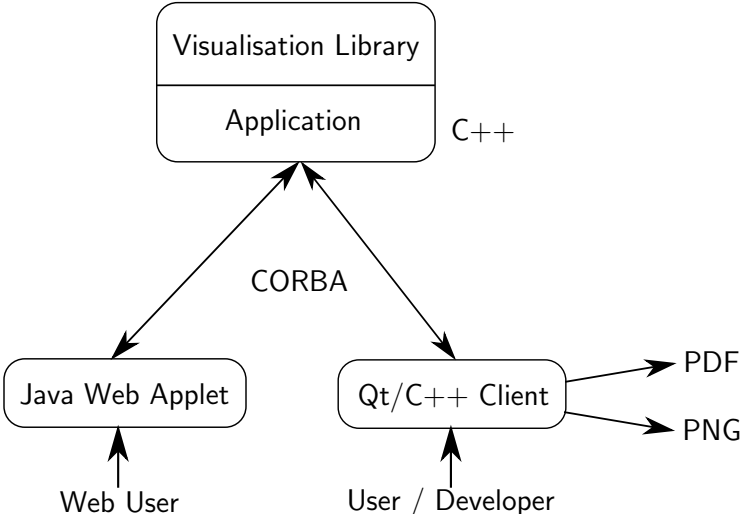 Visualisation Library
Application
C++
CORBA
Java Web Applet
Qt/C++ Client
PDF
PNG
Web User
User / Developer